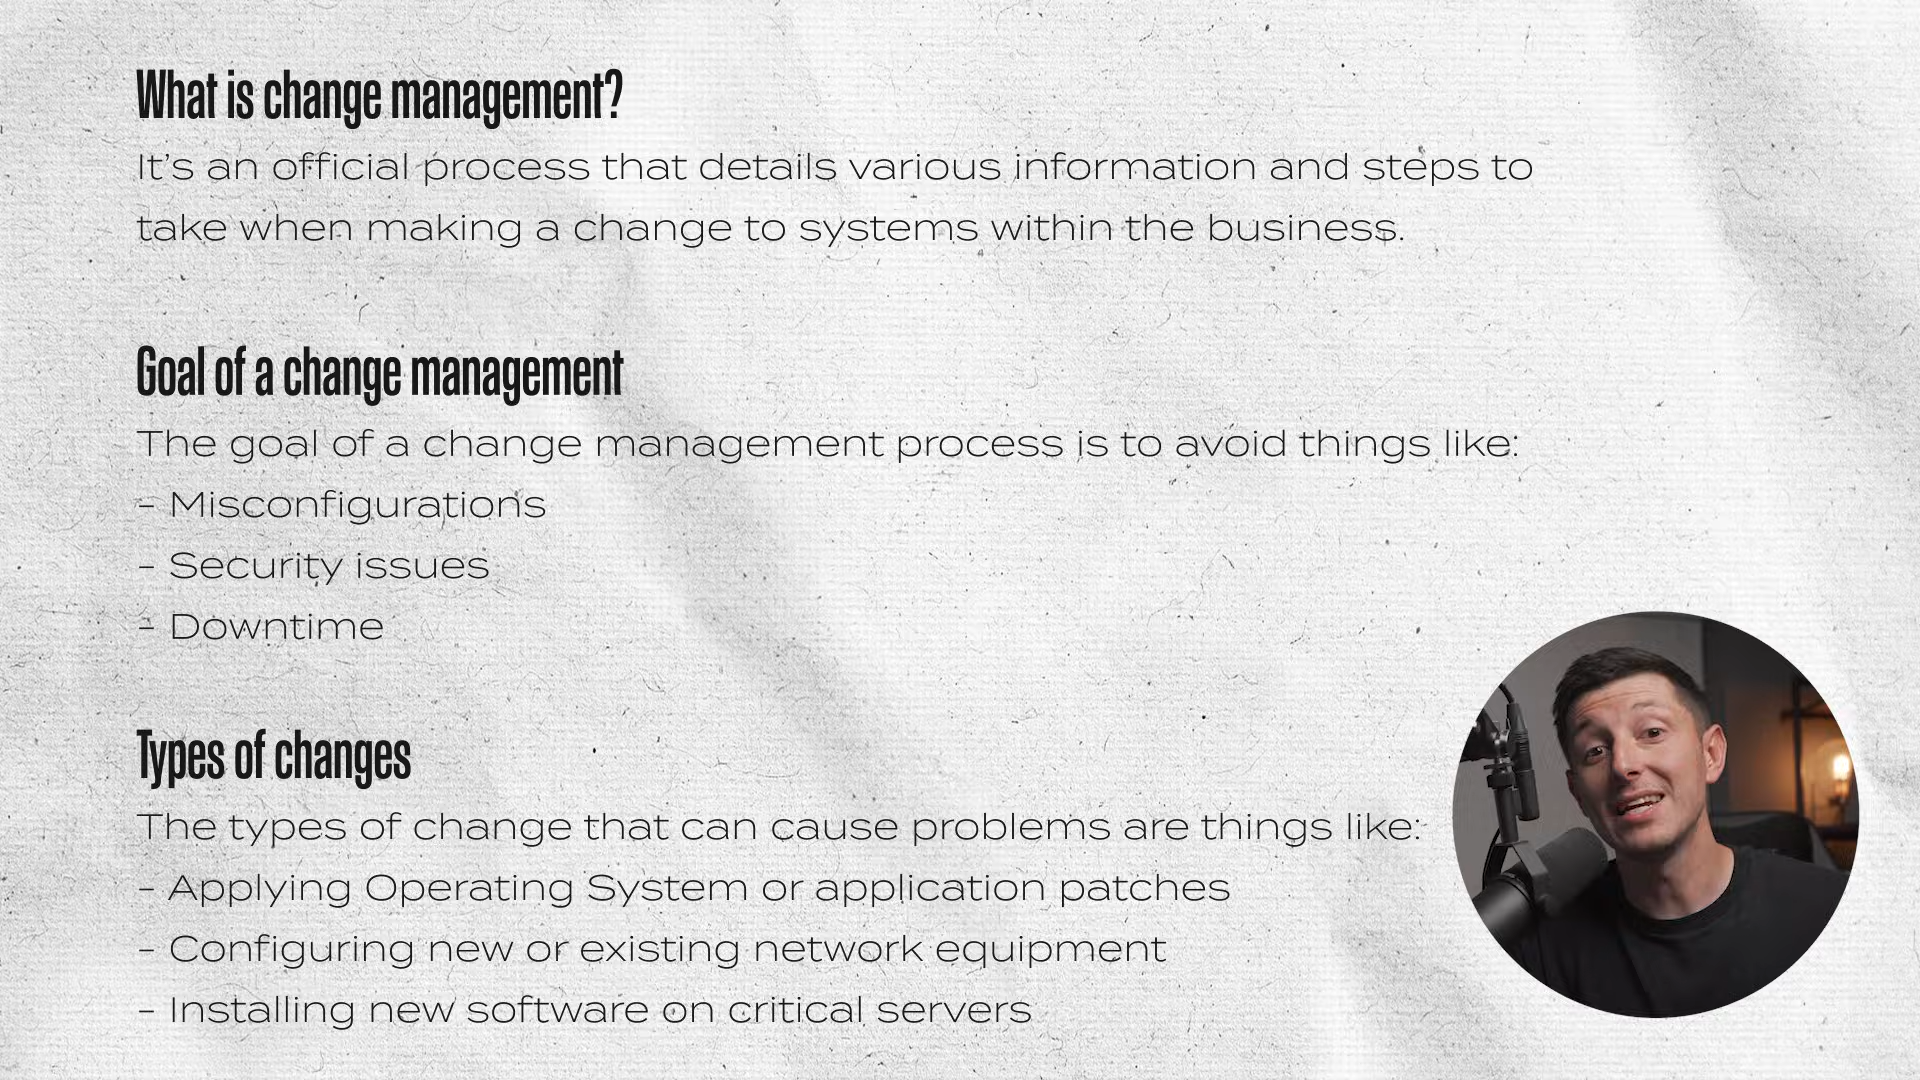 What is change management?
It’s an official process that details various information and steps to
take when making a change to systems within the business.
Goal of a change management
The goal of a change management process is to avoid things like:
– Misconfigurations
– Security issues
– Downtime
Types of changes
The types of change that can cause problems are things like:
– Applying Operating System or application patches
– Configuring new or existing network equipment
– Installing new software on critical servers